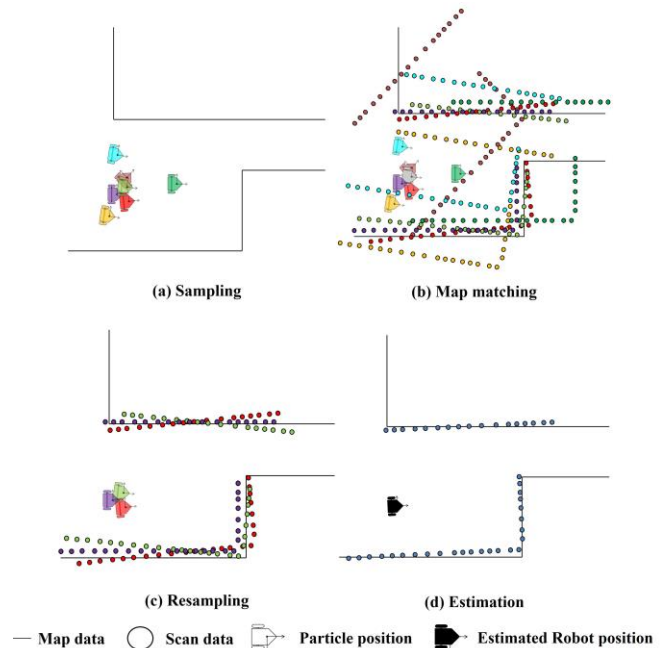 (a) Sampling
(b) Map matching
(c) Resampling
(d) Estimation
Map data
Scan data
Particle position
Estimated Robot position